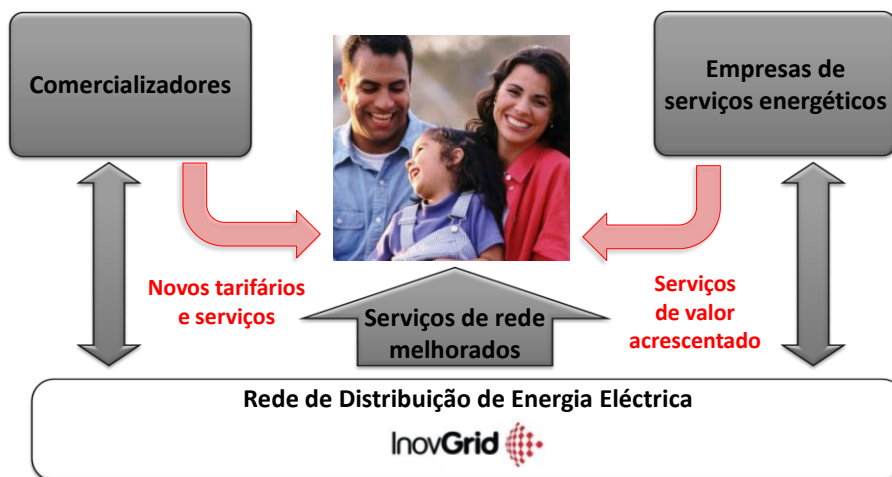 Comercializadores
Empresas de
serviços energéticos
Novos tarifários
e serviços
Serviços de rede
melhorados
Serviços
de valor
acrescentado
Rede de Distribuição de Energia Eléctrica
InovGrid